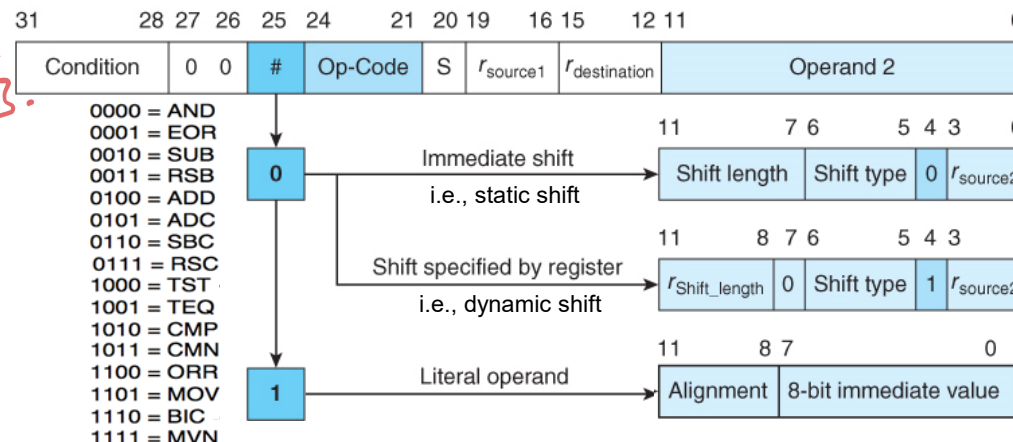 31 28 27 26 25 24 21 20 19 16 15 12 11
Condition 0 0 # Op-Code S rsource1 rdestination Operand 2
3.
0000 = AND
0001 = EOR
0010 = SUB
0011 = RSB
0100 = ADD
0101 = ADC
0110 = SBC
0111 = RSC
1000 = TST
1001 = TEQ
1010 = CMP
1011 = CMN
1100 = ORR
1101 = MOV
1110 = BIC
1111 = MVN
11 7 6 5 4 3
0 Immediate shift Shift length Shift type 0 rsource2
i.e., static shift
11 8 7 6 5 4 3
Shift specified by register rShift_length 0 Shift type 1 rsource2
i.e., dynamic shift
11 8 7 0
1 Literal operand Alignment 8-bit immediate value